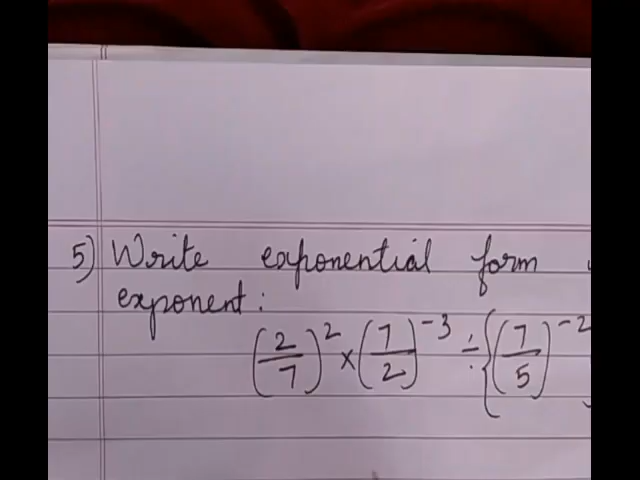 5) Write exponential form
exponent:
(2/7)^2 × (7/2)^-3 ÷ {(7/5)^-2